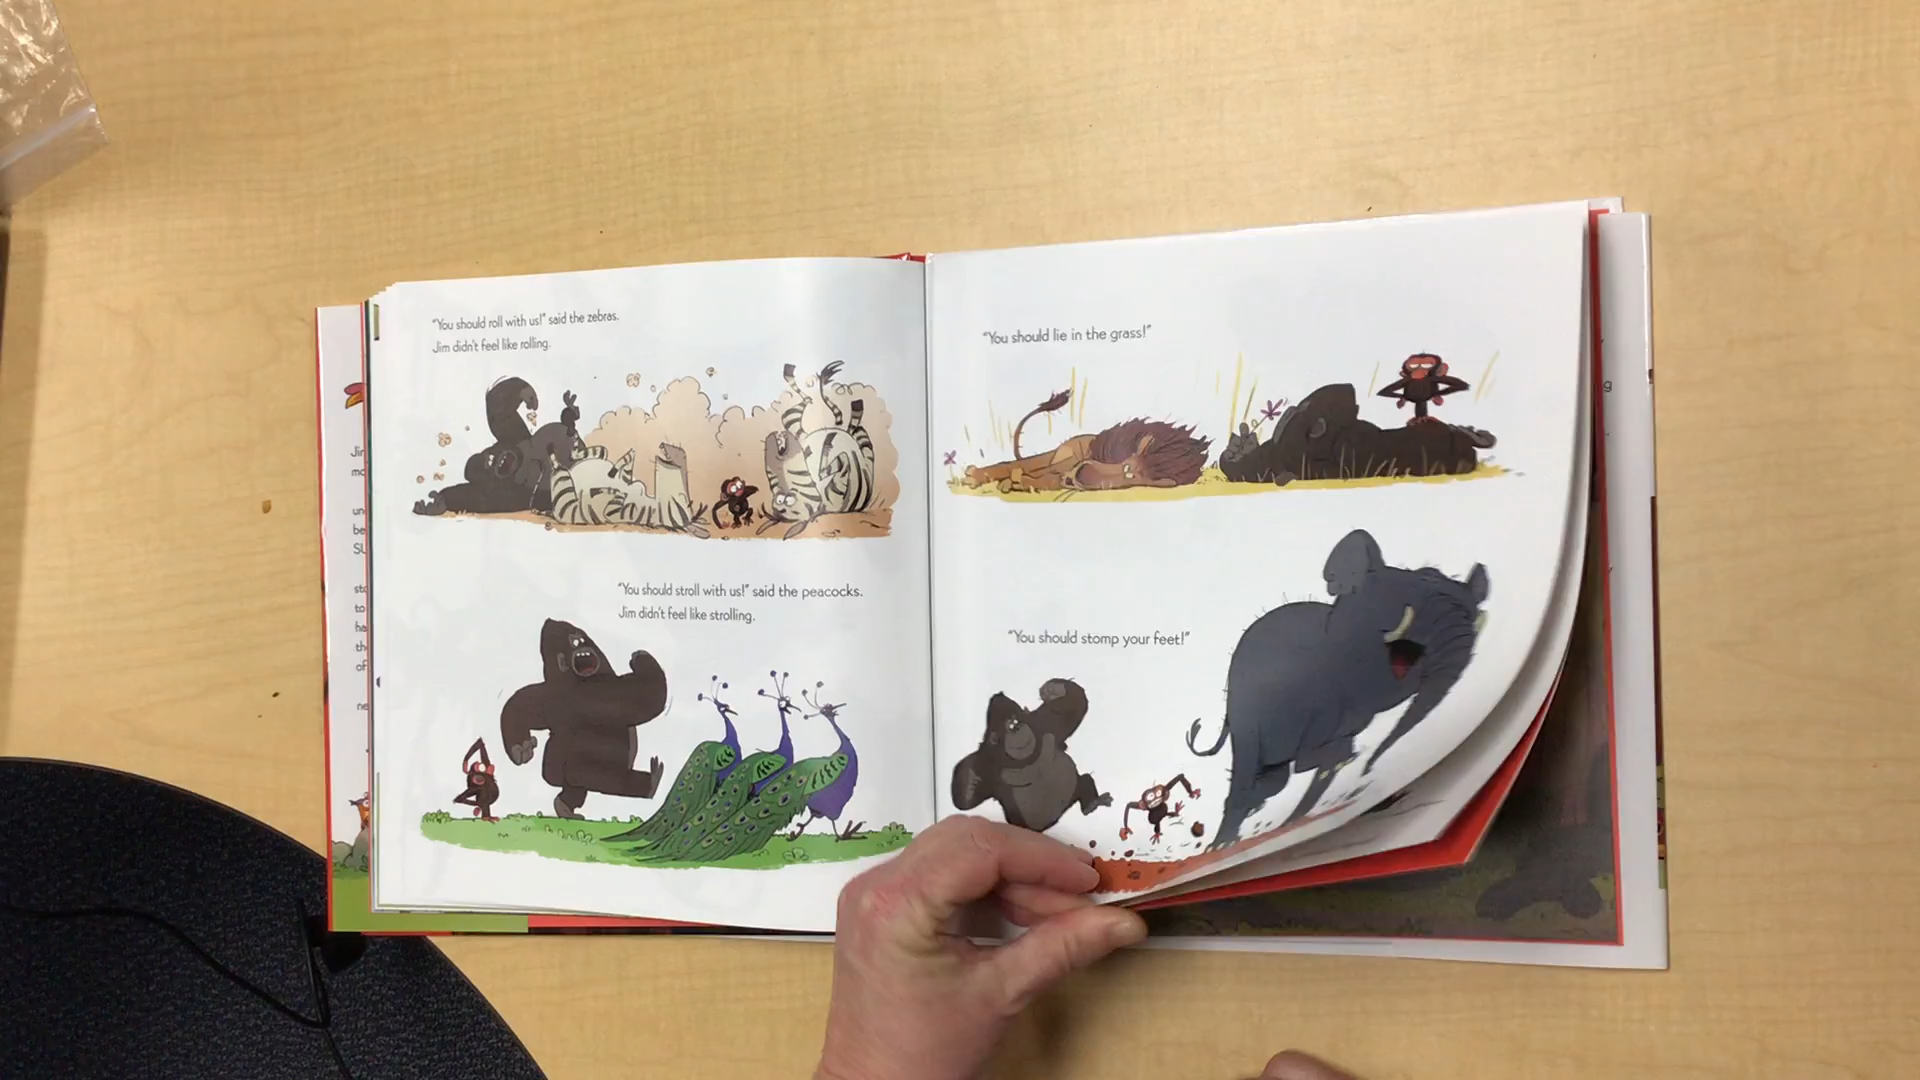 "You should roll with us!" said the zebras.
Jim didn't feel like rolling.
"You should stroll with us!" said the peacocks.
Jim didn't feel like strolling.
"You should lie in the grass!"
"You should stomp your feet!"